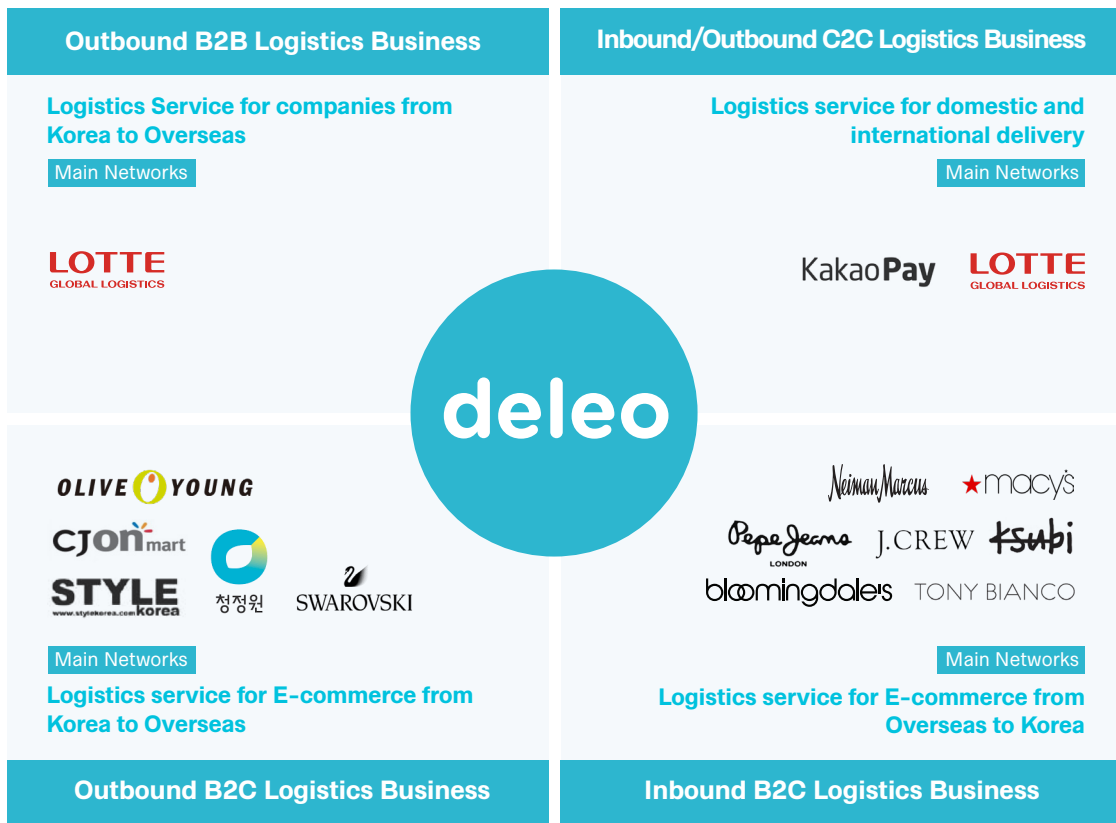 Outbound B2B Logistics Business
Logistics Service for companies from
Korea to Overseas
Main Networks
LOTTE
GLOBAL LOGISTICS
Inbound/Outbound C2C Logistics Business
Logistics service for domestic and
international delivery
Main Networks
KakaoPay
LOTTE
GLOBAL LOGISTICS
deleo
OLIVE YOUNG
CJONmart
STYLE
www.stylekorea.com korea
청정원
SWAROVSKI
Main Networks
Logistics service for E-commerce from
Korea to Overseas
Outbound B2C Logistics Business
Neiman Marcus
macy's
Pepe Jeans
LONDON
J.CREW
Ksubi
bloomingdale's
TONY BIANCO
Main Networks
Logistics service for E-commerce from
Overseas to Korea
Inbound B2C Logistics Business